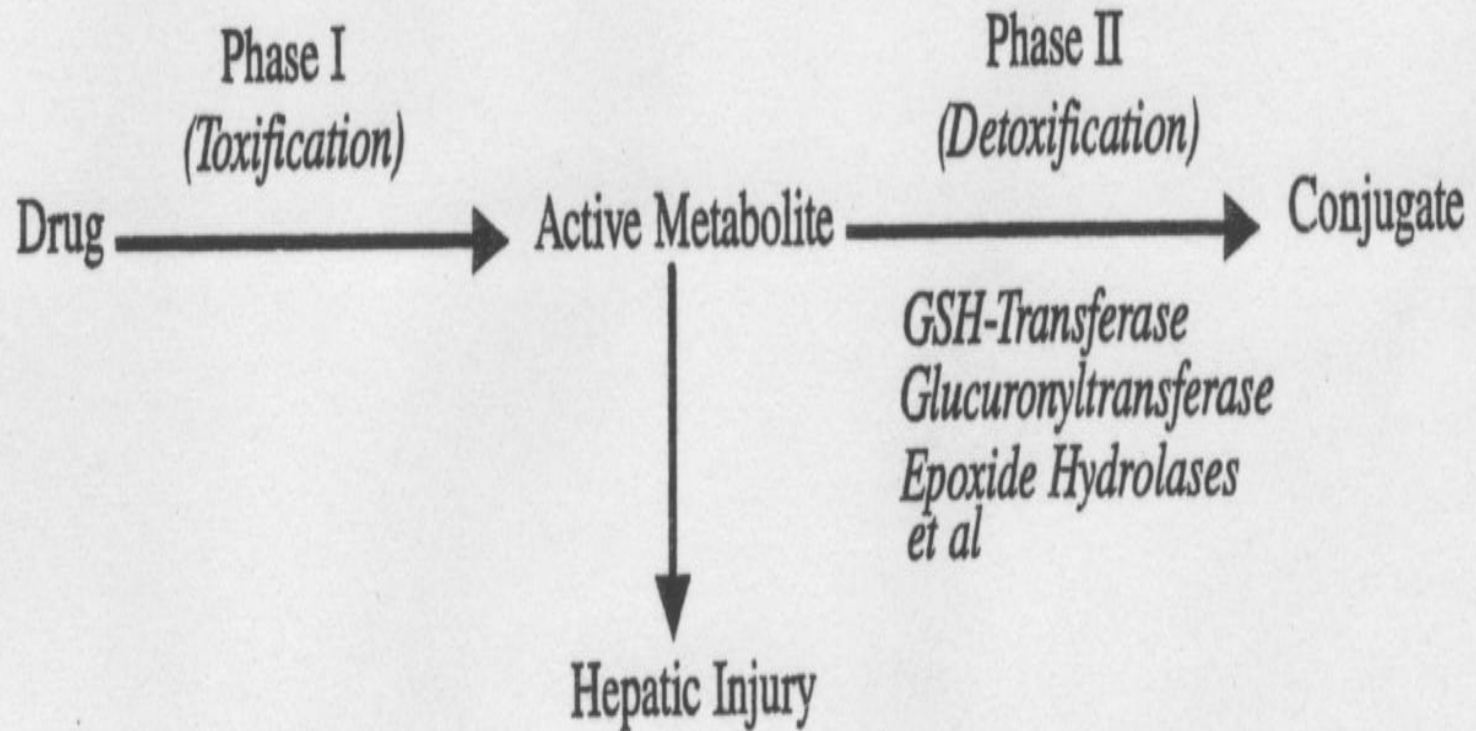 Phase I
(Toxification)
Phase II
(Detoxification)
Drug
Active Metabolite
Conjugate
GSH-Transferase
Glucuronyltransferase
Epoxide Hydrolases
et al
Hepatic Injury